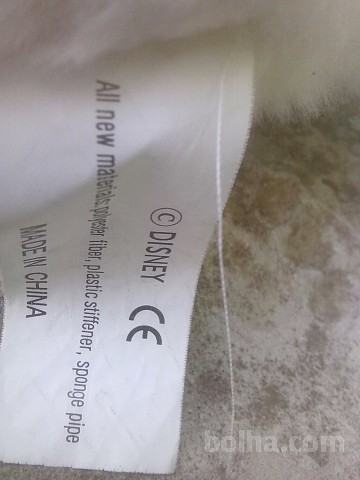 © DISNEY CE
All new materials: polyester fiber, plastic stiffener, sponge pipe
MADE IN CHINA
bolha.com